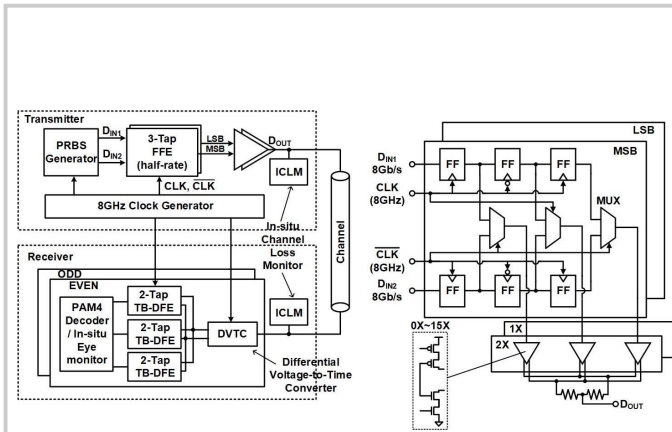 Transmitter
PRBS
Generator
DIN1
DIN2
3-Tap
FFE
(half-rate)
LSB
MSB
DOUT
ICLM
CLK, CLK
8GHz Clock Generator
In-situ
Channel
Loss
Monitor
Channel
Receiver
ODD
EVEN
PAM4
Decoder
/ In-situ
Eye
monitor
2-Tap
TB-DFE
2-Tap
TB-DFE
2-Tap
TB-DFE
DVTC
ICLM
Differential
Voltage-to-Time
Converter
LSB
MSB
DIN1
8Gb/s
FF
FF
FF
CLK
(8GHz)
MUX
CLK
(8GHz)
DIN2
8Gb/s
FF
FF
FF
0X~15X
1X
2X
DOUT